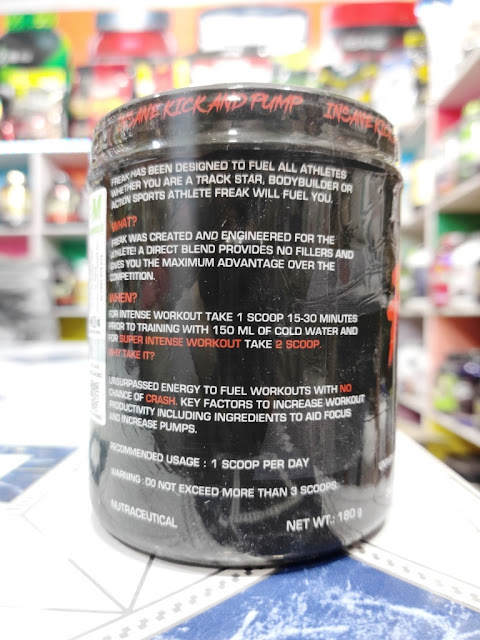 INSANE KICK AND PUMP INSANE KICK
FREAK HAS BEEN DESIGNED TO FUEL ALL ATHLETES
WHETHER YOU ARE A TRACK STAR, BODYBUILDER OR
ACTION SPORTS ATHLETE FREAK WILL FUEL YOU.
WHAT?
FREAK WAS CREATED AND ENGINEERED FOR THE
ATHLETE! A DIRECT BLEND PROVIDES NO FILLERS AND
GIVES YOU THE MAXIMUM ADVANTAGE OVER THE
COMPETITION.
WHEN?
FOR INTENSE WORKOUT TAKE 1 SCOOP 15-30 MINUTES
PRIOR TO TRAINING WITH 150 ML OF COLD WATER AND
FOR SUPER INTENSE WORKOUT TAKE 2 SCOOP.
WHY TAKE IT?
UNSURPASSED ENERGY TO FUEL WORKOUTS WITH NO
CHANCE OF CRASH. KEY FACTORS TO INCREASE WORKOUT
PRODUCTIVITY INCLUDING INGREDIENTS TO AID FOCUS
AND INCREASE PUMPS.
RECOMMENDED USAGE : 1 SCOOP PER DAY
WARNING : DO NOT EXCEED MORE THAN 3 SCOOPS.
NUTRACEUTICAL
NET WT.: 180 g